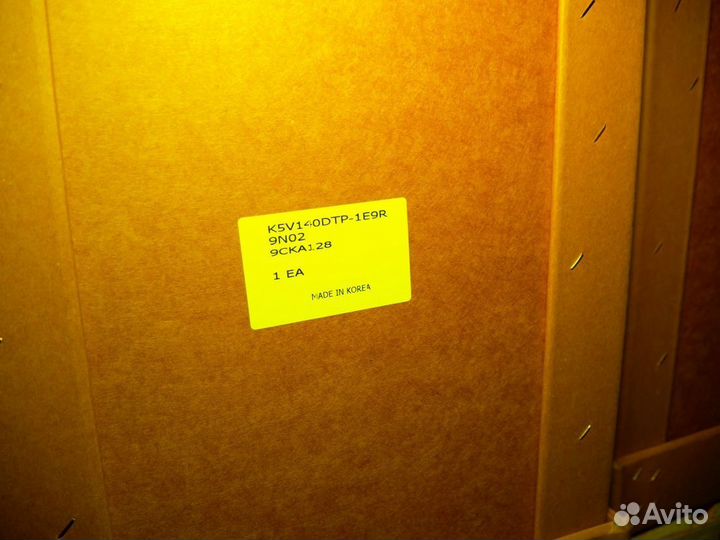 K5V140DTP-1E9R
9N02
9CKA128
1 EA
MADE IN KOREA
Avito